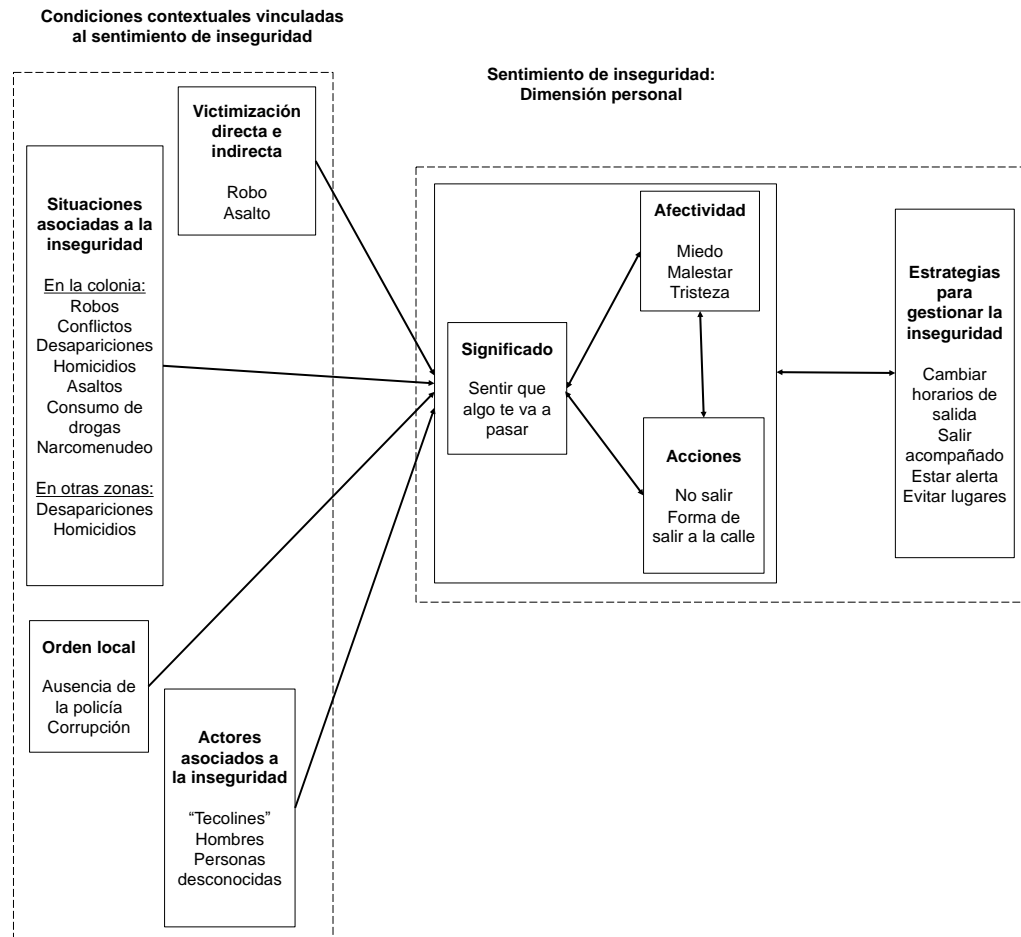 Condiciones contextuales vinculadas
al sentimiento de inseguridad
Victimización
directa e
indirecta
Robo
Asalto
Situaciones
asociadas a la
inseguridad
En la colonia:
Robos
Conflictos
Desapariciones
Homicidios
Asaltos
Consumo de
drogas
Narcomenudeo
En otras zonas:
Desapariciones
Homicidios
Orden local
Ausencia de
la policía
Corrupción
Actores
asociados a
la inseguridad
“Tecolines”
Hombres
Personas
desconocidas
Sentimiento de inseguridad:
Dimensión personal
Significado
Sentir que
algo te va a
pasar
Afectividad
Miedo
Malestar
Tristeza
Acciones
No salir
Forma de
salir a la calle
Estrategias
para
gestionar la
inseguridad
Cambiar
horarios de
salida
Salir
acompañado
Estar alerta
Evitar lugares